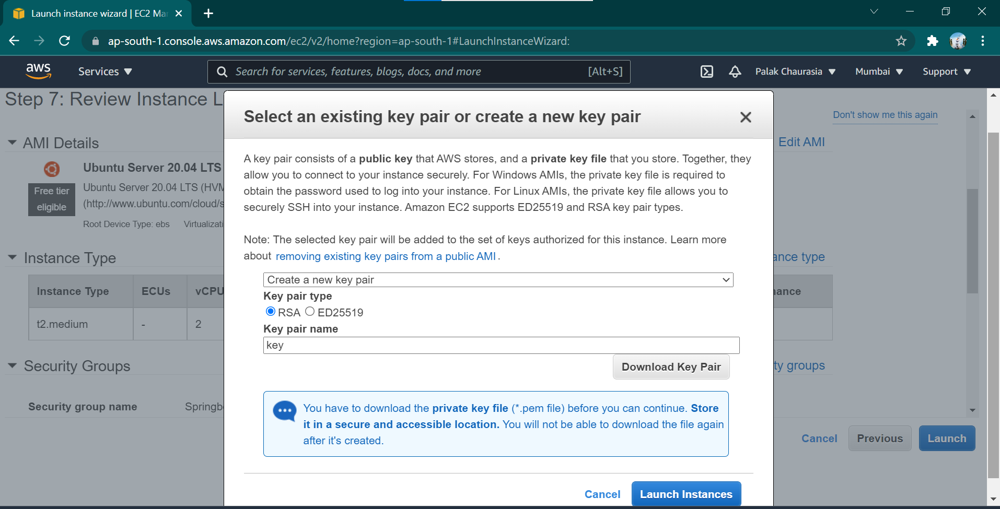 Launch instance wizard | EC2 Mar
ap-south-1.console.aws.amazon.com/ec2/v2/home?region=ap-south-1#LaunchInstanceWizard:
aws Services Search for services, features, blogs, docs, and more [Alt+S] Palak Chaurasia Mumbai Support
Step 7: Review Instance L
Don't show me this again
AMI Details
Edit AMI
Ubuntu Server 20.04 LTS
Free tier
eligible
Ubuntu Server 20.04 LTS (HVM
(http://www.ubuntu.com/cloud/s
Root Device Type: ebs Virtualizati
Instance Type
ance type
Instance Type ECUs vCPU
ance
t2.medium - 2
Security Groups
ty groups
Security group name Springb
Select an existing key pair or create a new key pair
A key pair consists of a public key that AWS stores, and a private key file that you store. Together, they
allow you to connect to your instance securely. For Windows AMIs, the private key file is required to
obtain the password used to log into your instance. For Linux AMIs, the private key file allows you to
securely SSH into your instance. Amazon EC2 supports ED25519 and RSA key pair types.
Note: The selected key pair will be added to the set of keys authorized for this instance. Learn more
about removing existing key pairs from a public AMI.
Create a new key pair
Key pair type
RSA ED25519
Key pair name
key
Download Key Pair
You have to download the private key file (*.pem file) before you can continue. Store
it in a secure and accessible location. You will not be able to download the file again
after it's created.
Cancel Launch Instances
Cancel Previous Launch